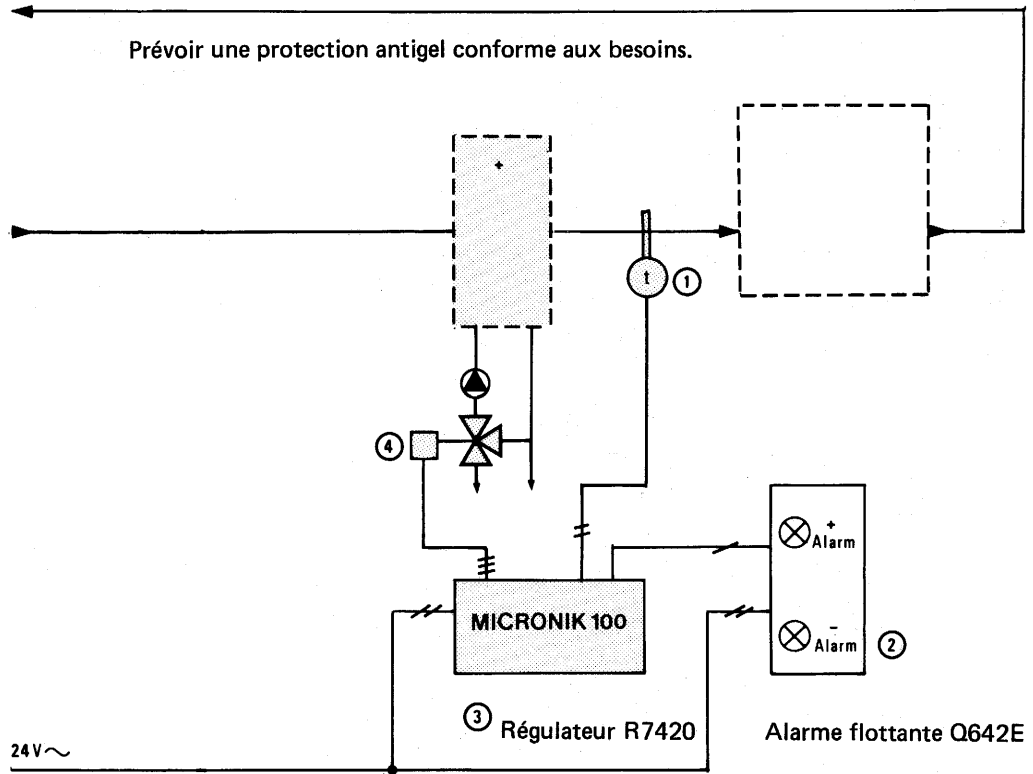 Prévoir une protection antigel conforme aux besoins.
+
t
1
4
+
Alarm
MICRONIK 100
-
Alarm
2
3 Régulateur R7420
Alarme flottante Q642E
24V~